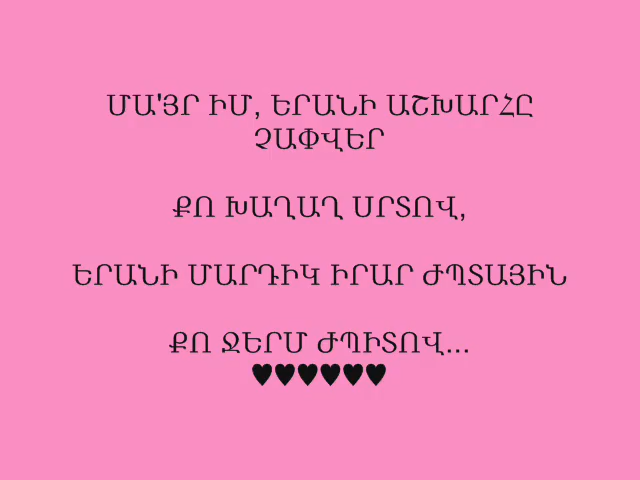 ՄԱ'ՅՐ ԻՄ, ԵՐԱՆԻ ԱՇԽԱՐՀԸ
ՉԱՓՎԵՐ
ՔՈ ԽԱՂԱՂ ՍՐՏՈՎ,
ԵՐԱՆԻ ՄԱՐԴԻԿ ԻՐԱՐ ԺՊՏԱՅԻՆ
ՔՈ ՋԵՐՄ ԺՊԻՏՈՎ...
♥♥♥♥♥♥